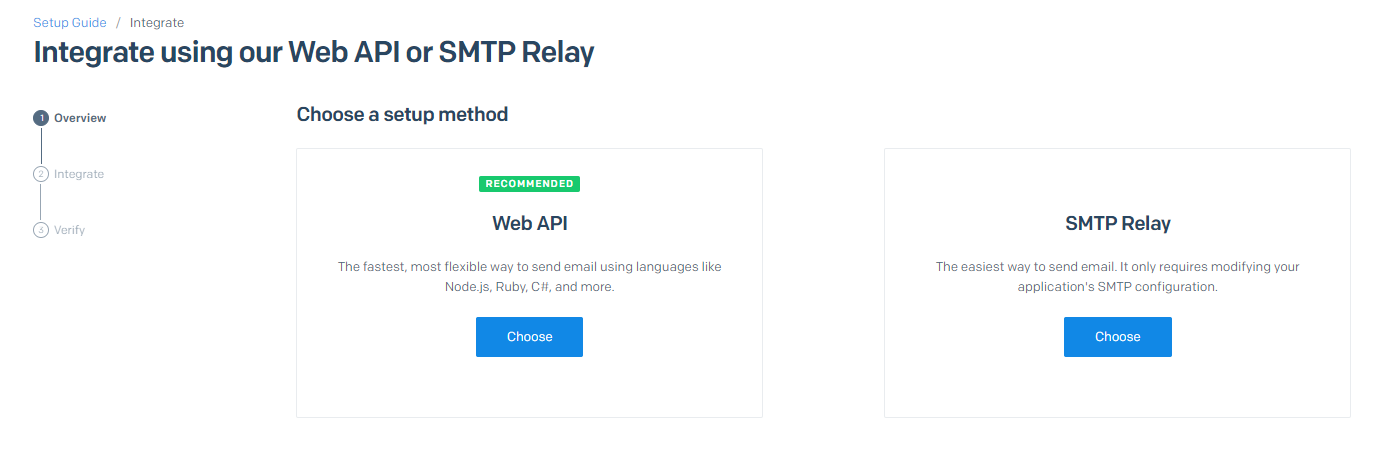 Setup Guide / Integrate
Integrate using our Web API or SMTP Relay
1 Overview
2 Integrate
3 Verify
Choose a setup method
RECOMMENDED
Web API
The fastest, most flexible way to send email using languages like
Node.js, Ruby, C#, and more.
Choose
SMTP Relay
The easiest way to send email. It only requires modifying your
application's SMTP configuration.
Choose